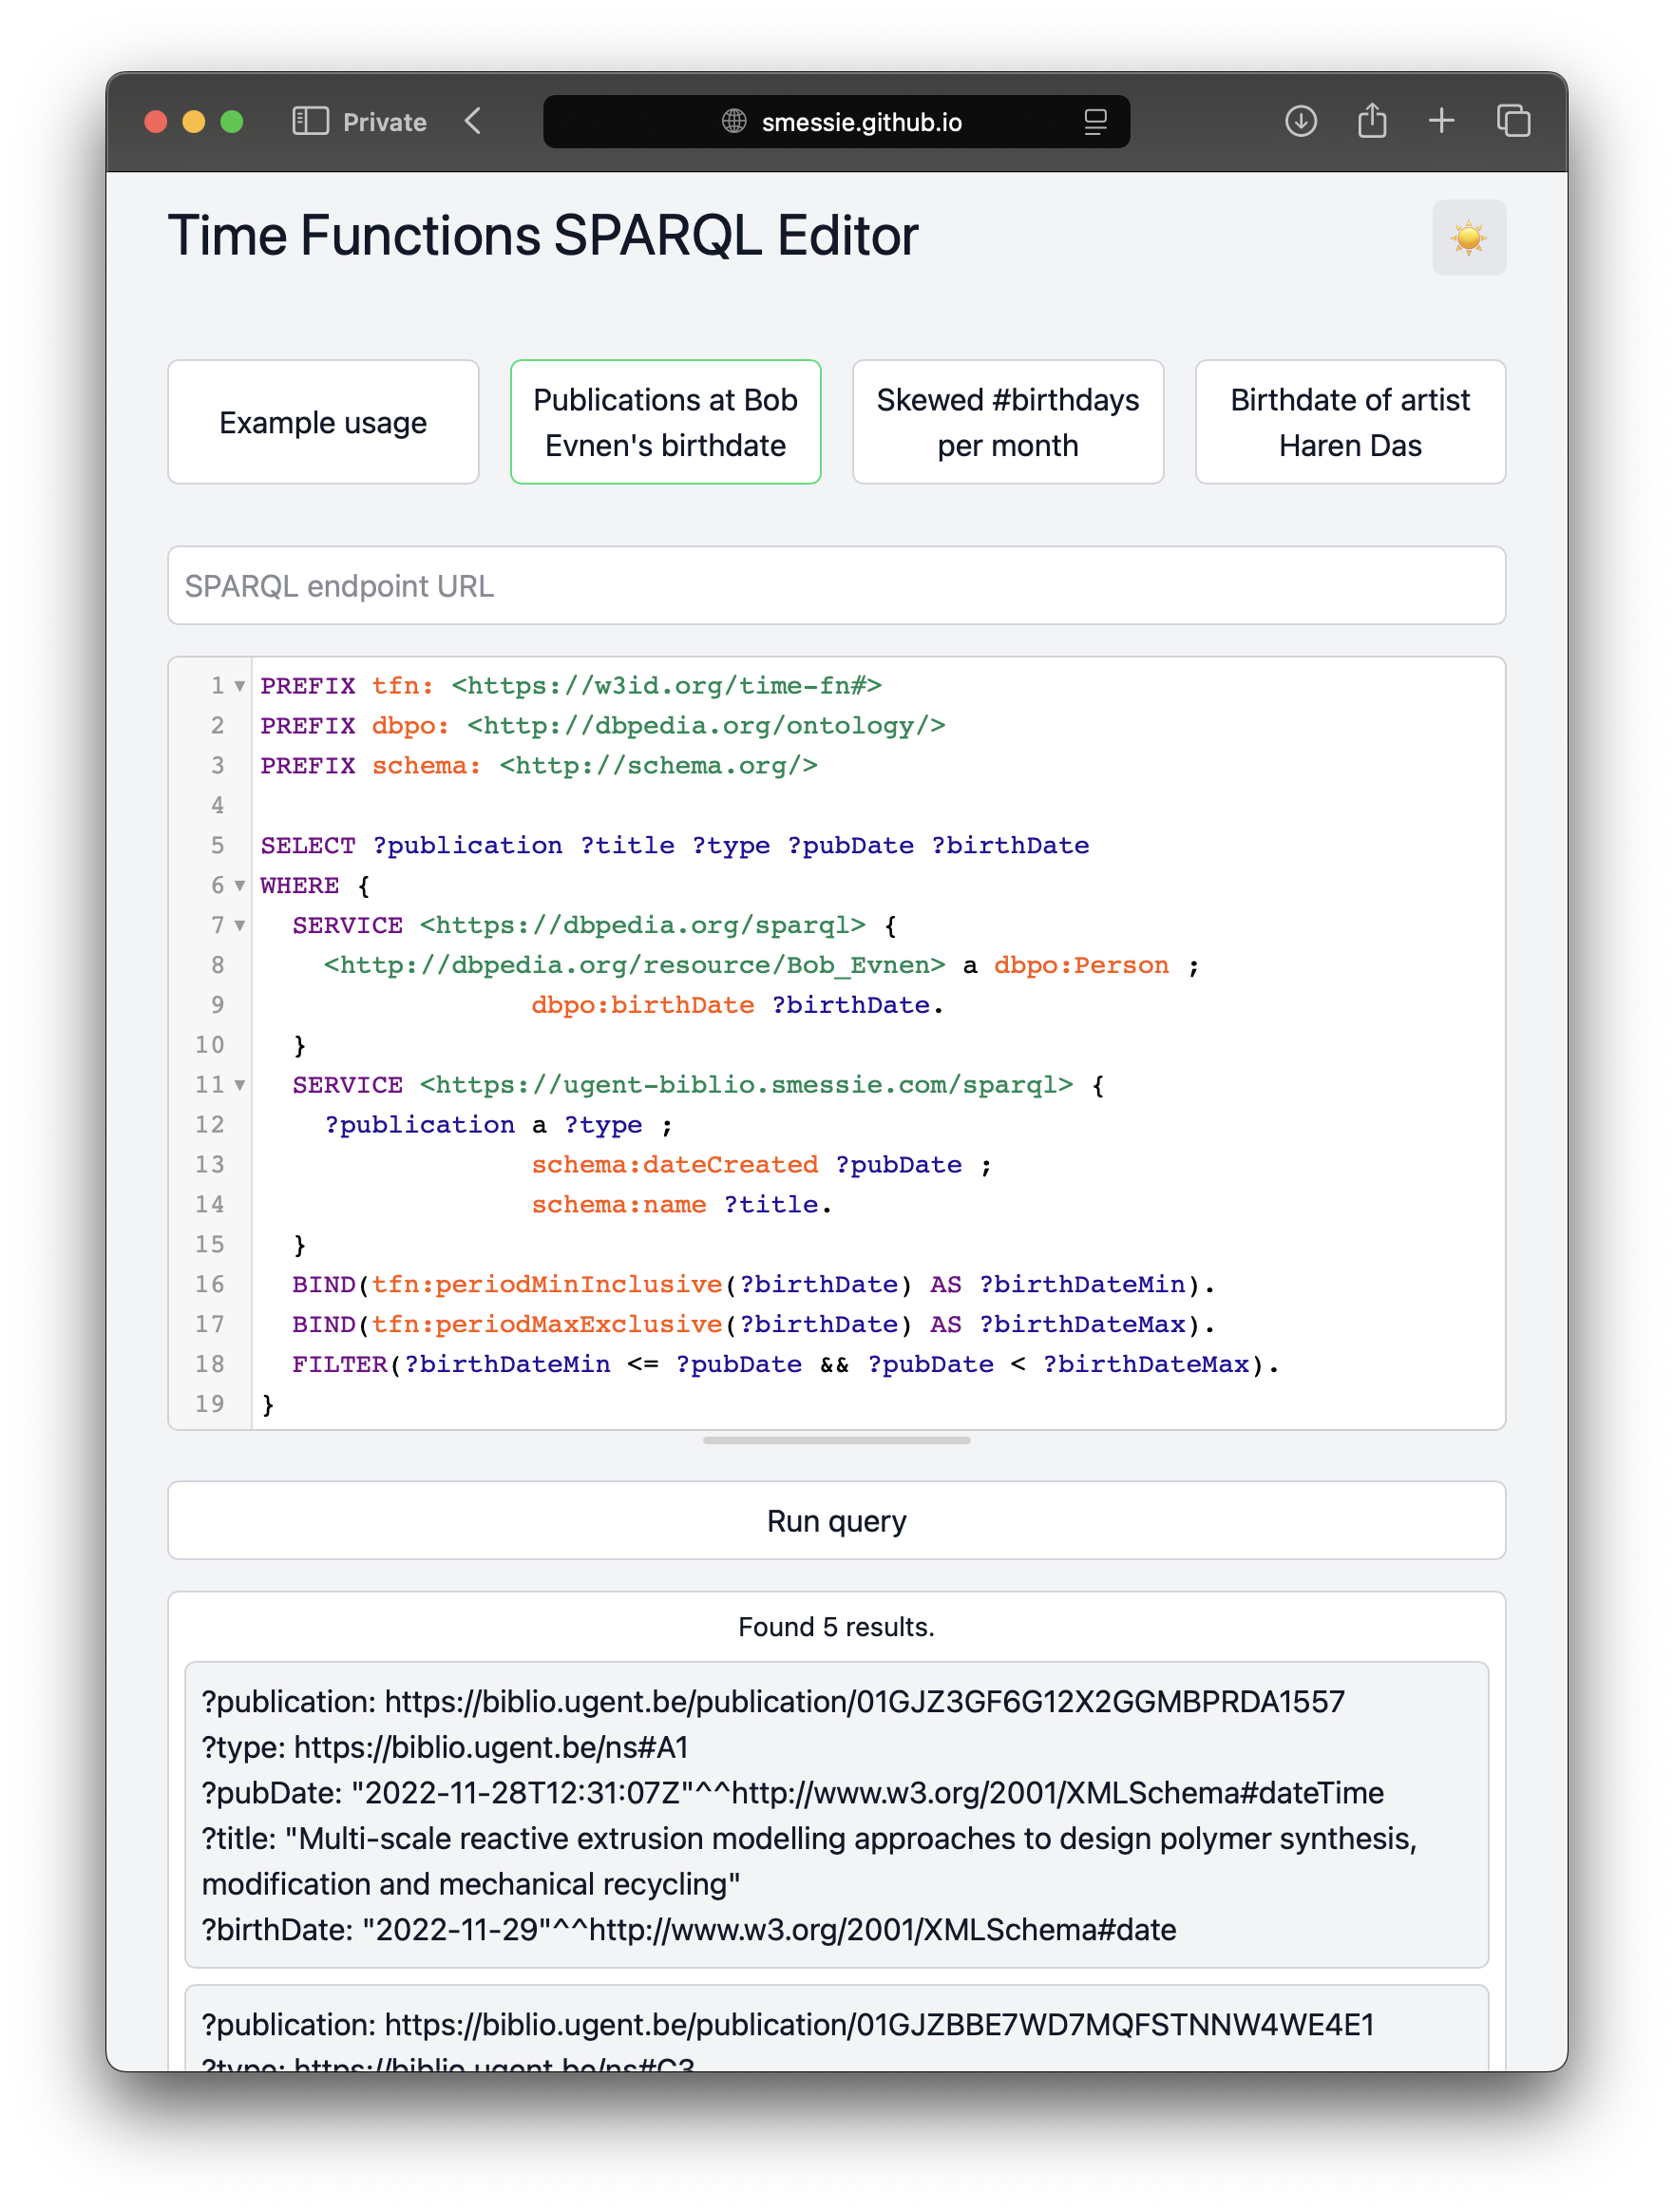 Private
smessie.github.io
Time Functions SPARQL Editor
Example usage
Publications at Bob
Evnen's birthdate
Skewed #birthdays
per month
Birthdate of artist
Haren Das
SPARQL endpoint URL
1 PREFIX tfn: <https://w3id.org/time-fn#>
2 PREFIX dbpo: <http://dbpedia.org/ontology/>
3 PREFIX schema: <http://schema.org/>
4
5 SELECT ?publication ?title ?type ?pubDate ?birthDate
6 WHERE {
7   SERVICE <https://dbpedia.org/sparql> {
8     <http://dbpedia.org/resource/Bob_Evnen> a dbpo:Person ;
9                  dbpo:birthDate ?birthDate.
10   }
11   SERVICE <https://ugent-biblio.smessie.com/sparql> {
12     ?publication a ?type ;
13                  schema:dateCreated ?pubDate ;
14                  schema:name ?title.
15   }
16   BIND(tfn:periodMinInclusive(?birthDate) AS ?birthDateMin).
17   BIND(tfn:periodMaxExclusive(?birthDate) AS ?birthDateMax).
18   FILTER(?birthDateMin <= ?pubDate && ?pubDate < ?birthDateMax).
19 }
Run query
Found 5 results.
?publication: https://biblio.ugent.be/publication/01GJZ3GF6G12X2GGMBPRDA1557
?type: https://biblio.ugent.be/ns#A1
?pubDate: "2022-11-28T12:31:07Z"^^http://www.w3.org/2001/XMLSchema#dateTime
?title: "Multi-scale reactive extrusion modelling approaches to design polymer synthesis,
modification and mechanical recycling"
?birthDate: "2022-11-29"^^http://www.w3.org/2001/XMLSchema#date
?publication: https://biblio.ugent.be/publication/01GJZBBE7WD7MQFSTNNW4WE4E1
?type: https://biblio.ugent.be/ns#C3